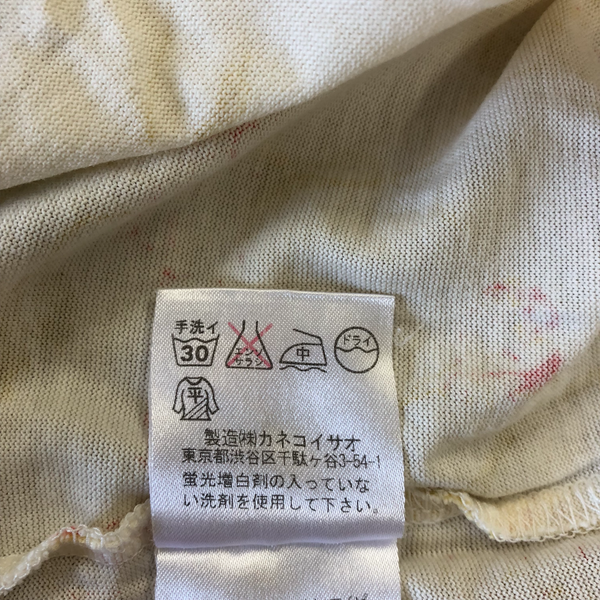 手洗イ
30
エンソサラシ
中
ドライ
平
製造㈱カネコイサオ
東京都渋谷区千駄ヶ谷3-54-1
蛍光増白剤の入っていな
い洗剤を使用して下さい。